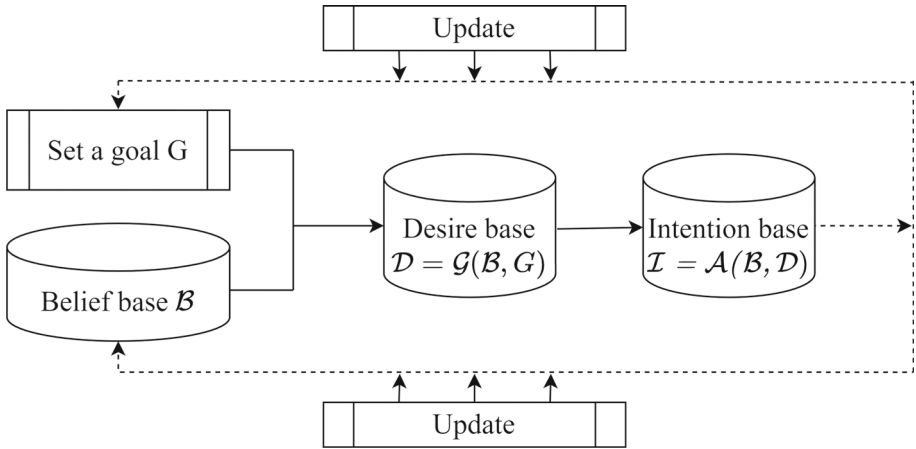 Update
Set a goal G
Belief base ℬ
Desire base
𝒟 = 𝒢(ℬ, G)
Intention base
ℐ = 𝒜(ℬ, 𝒟)
Update